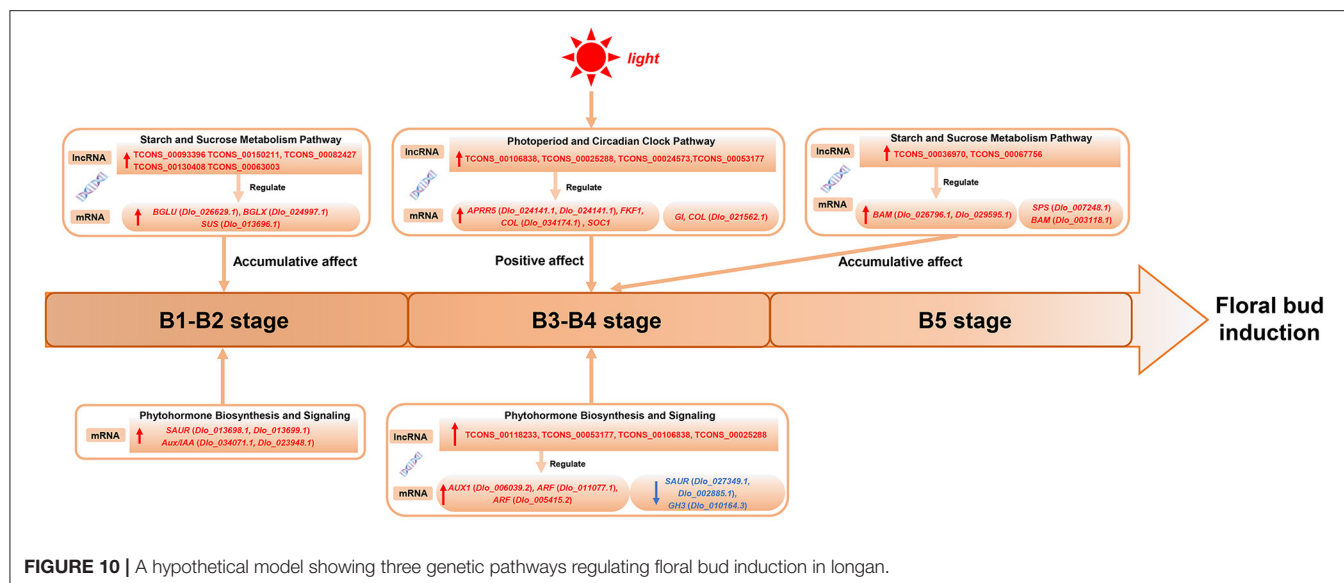 light
Starch and Sucrose Metabolism Pathway
lncRNA
TCONS_00093396 TCONS_00150211, TCONS_00082427
TCONS_00130408 TCONS_00063003
Regulate
mRNA
BGLU (Dlo_026629.1), BGLX (Dlo_024997.1)
SUS (Dlo_013696.1)
Accumulative affect
Photoperiod and Circadian Clock Pathway
lncRNA
TCONS_00106838, TCONS_00025288, TCONS_00024573,TCONS_00053177
Regulate
mRNA
APRR5 (Dlo_024141.1, Dlo_024141.1), FKF1,
COL (Dlo_034174.1) , SOC1
GI, COL (Dlo_021562.1)
Positive affect
Starch and Sucrose Metabolism Pathway
lncRNA
TCONS_00036970, TCONS_00067756
Regulate
mRNA
BAM (Dlo_026796.1, Dlo_029595.1)
SPS (Dlo_007248.1)
BAM (Dlo_003118.1)
Accumulative affect
B1-B2 stage
B3-B4 stage
B5 stage
Floral bud
induction
Phytohormone Biosynthesis and Signaling
mRNA
SAUR (Dlo_013698.1, Dlo_013699.1)
Aux/IAA (Dlo_034071.1, Dlo_023948.1)
Phytohormone Biosynthesis and Signaling
lncRNA
TCONS_00118233, TCONS_00053177, TCONS_00106838, TCONS_00025288
Regulate
mRNA
AUX1 (Dlo_006039.2), ARF (Dlo_011077.1),
ARF (Dlo_005415.2)
SAUR (Dlo_027349.1,
Dlo_002885.1),
GH3 (Dlo_010164.3)
FIGURE 10 | A hypothetical model showing three genetic pathways regulating floral bud induction in longan.